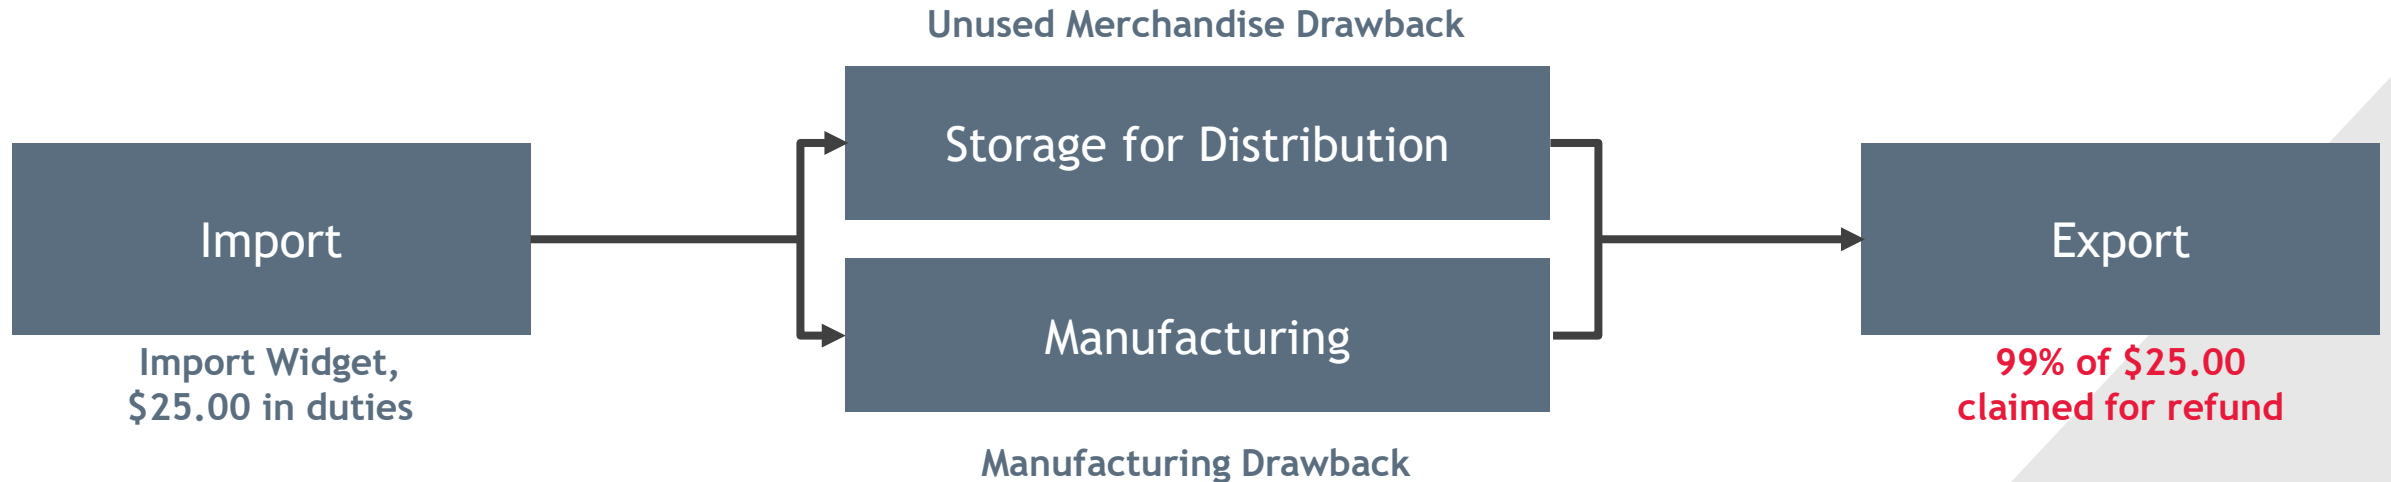 Unused Merchandise Drawback
Storage for Distribution
Import
Import Widget,
$25.00 in duties
Manufacturing
Manufacturing Drawback
Export
99% of $25.00
claimed for refund